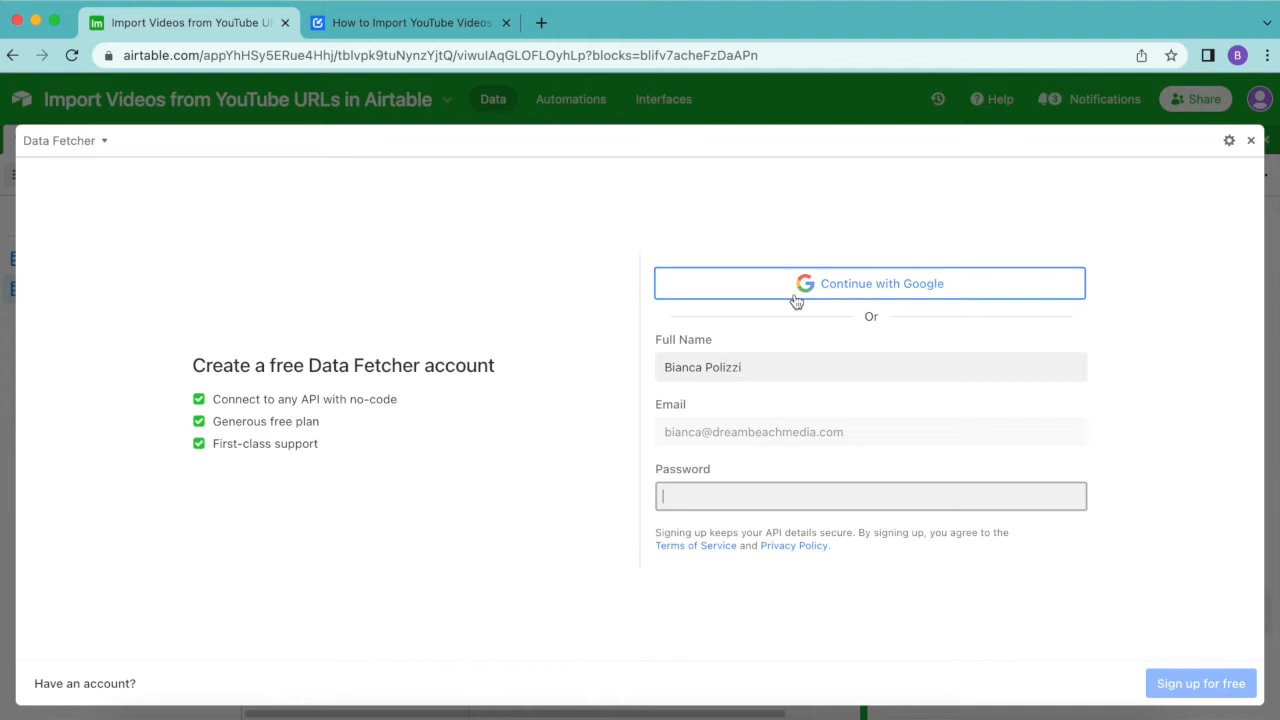 Import Videos from YouTube U
How to Import YouTube Videos
airtable.com/appYhHSy5ERue4Hhj/tblvpk9tuNynzYjtQ/viwulAqGLOFLOyhLp?blocks=blifv7acheFzDaAPn
B
Import Videos from YouTube URLs in Airtable
Data
Automations
Interfaces
Help
3
Notifications
Share
Data Fetcher
Create a free Data Fetcher account
Connect to any API with no-code
Generous free plan
First-class support
Continue with Google
Or
Full Name
Bianca Polizzi
Email
bianca@dreambeachmedia.com
Password
Signing up keeps your API details secure. By signing up, you agree to the
Terms of Service and Privacy Policy.
Have an account?
Sign up for free